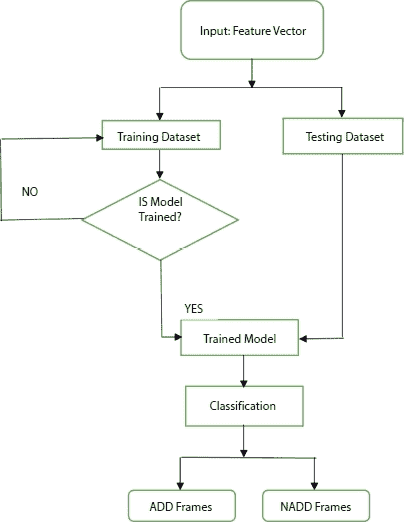 Input: Feature Vector
Training Dataset
Testing Dataset
NO
IS Model
Trained?
YES
Trained Model
Classification
ADD Frames
NADD Frames